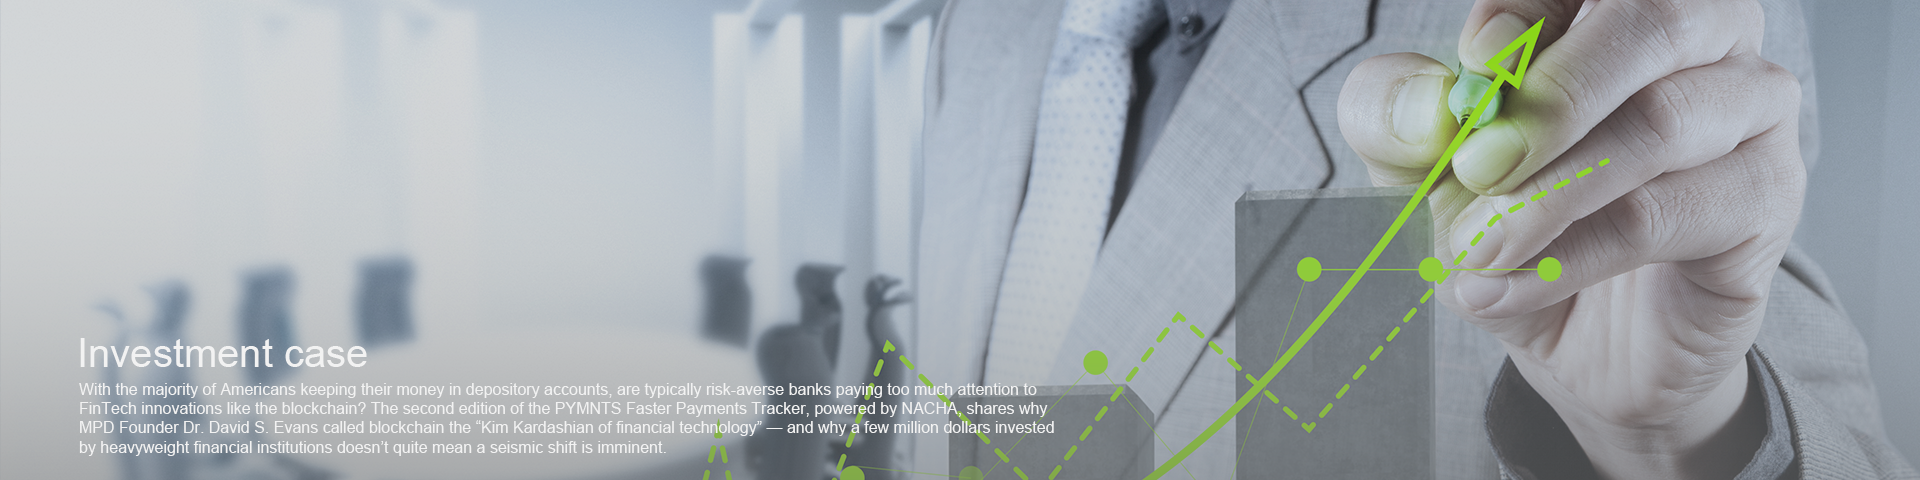 Investment case
With the majority of Americans keeping their money in depository accounts, are typically risk-averse banks paying too much attention to
FinTech innovations like the blockchain? The second edition of the PYMNTS Faster Payments Tracker, powered by NACHA, shares why
MPD Founder Dr. David S. Evans called blockchain the “Kim Kardashian of financial technology” — and why a few million dollars invested
by heavyweight financial institutions doesn’t quite mean a seismic shift is imminent.